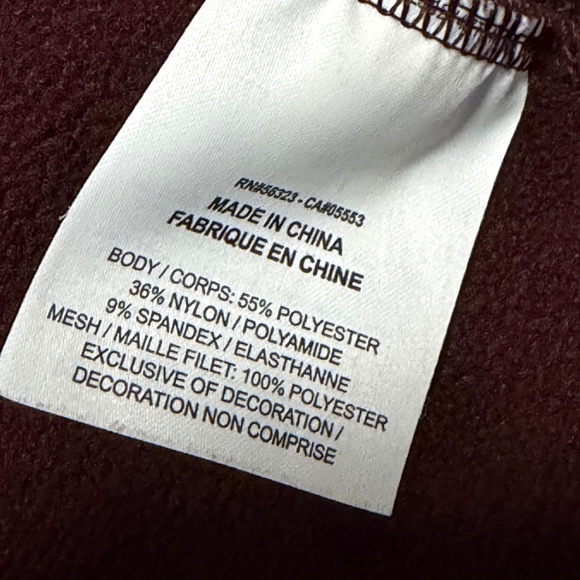 RN#56323 - CA#05553
MADE IN CHINA
FABRIQUE EN CHINE
BODY / CORPS: 55% POLYESTER
36% NYLON / POLYAMIDE
9% SPANDEX / ELASTHANNE
MESH / MAILLE FILET: 100% POLYESTER
EXCLUSIVE OF DECORATION /
DECORATION NON COMPRISE